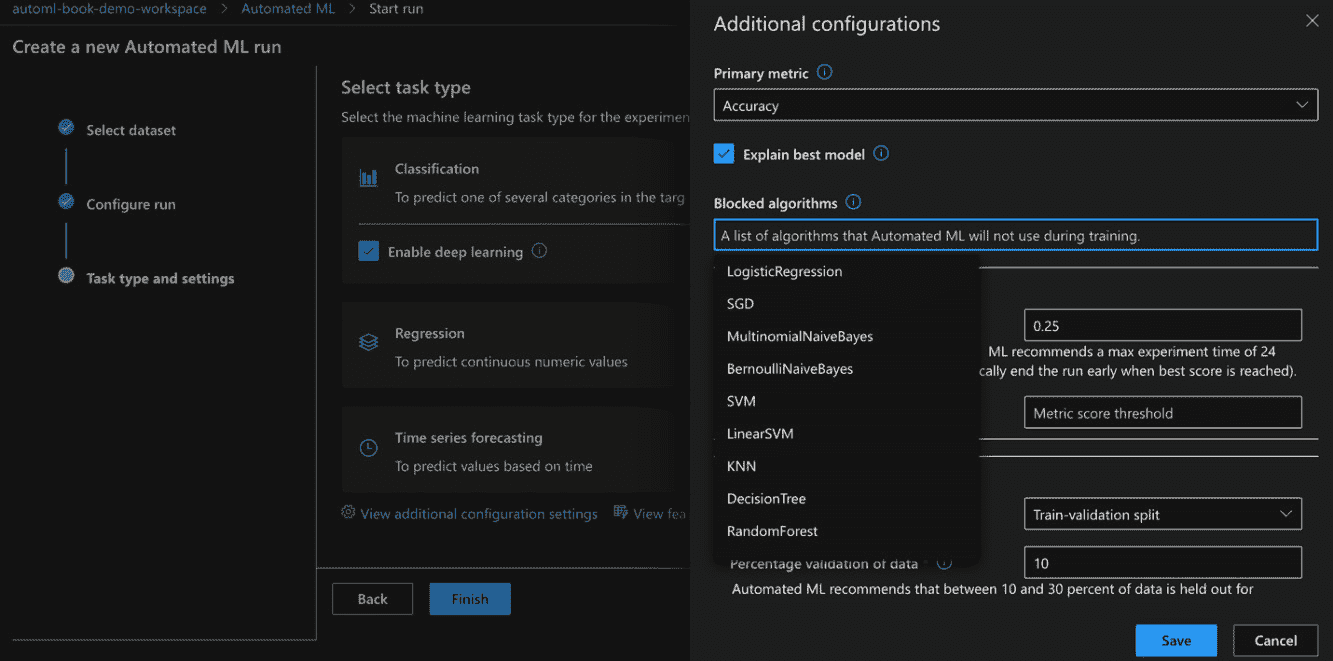 automl-book-demo-workspace > Automated ML > Start run
Create a new Automated ML run
Select dataset
Configure run
Task type and settings
Select task type
Select the machine learning task type for the experimen
Classification
To predict one of several categories in the targ
Enable deep learning
Regression
To predict continuous numeric values
Time series forecasting
To predict values based on time
View additional configuration settings
View fea
Back
Finish
Additional configurations
Primary metric
Accuracy
Explain best model
Blocked algorithms
A list of algorithms that Automated ML will not use during training.
LogisticRegression
SGD
MultinomialNaiveBayes
BernoulliNaiveBayes
SVM
LinearSVM
KNN
DecisionTree
RandomForest
0.25
ML recommends a max experiment time of 24
cally end the run early when best score is reached).
Metric score threshold
Train-validation split
Percentage validation of data
10
Automated ML recommends that between 10 and 30 percent of data is held out for
Save
Cancel